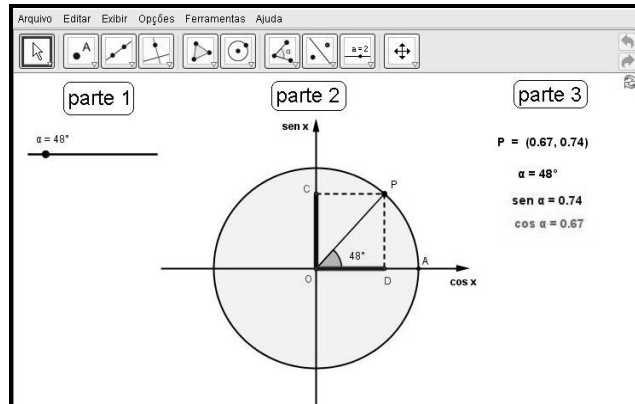 Arquivo Editar Exibir Opções Ferramentas Ajuda
A
a=2
parte 1
parte 2
parte 3
α = 48°
sen x
C
P
48°
O
D
A
cos x
P = (0.67, 0.74)
α = 48°
sen α = 0.74
cos α = 0.67